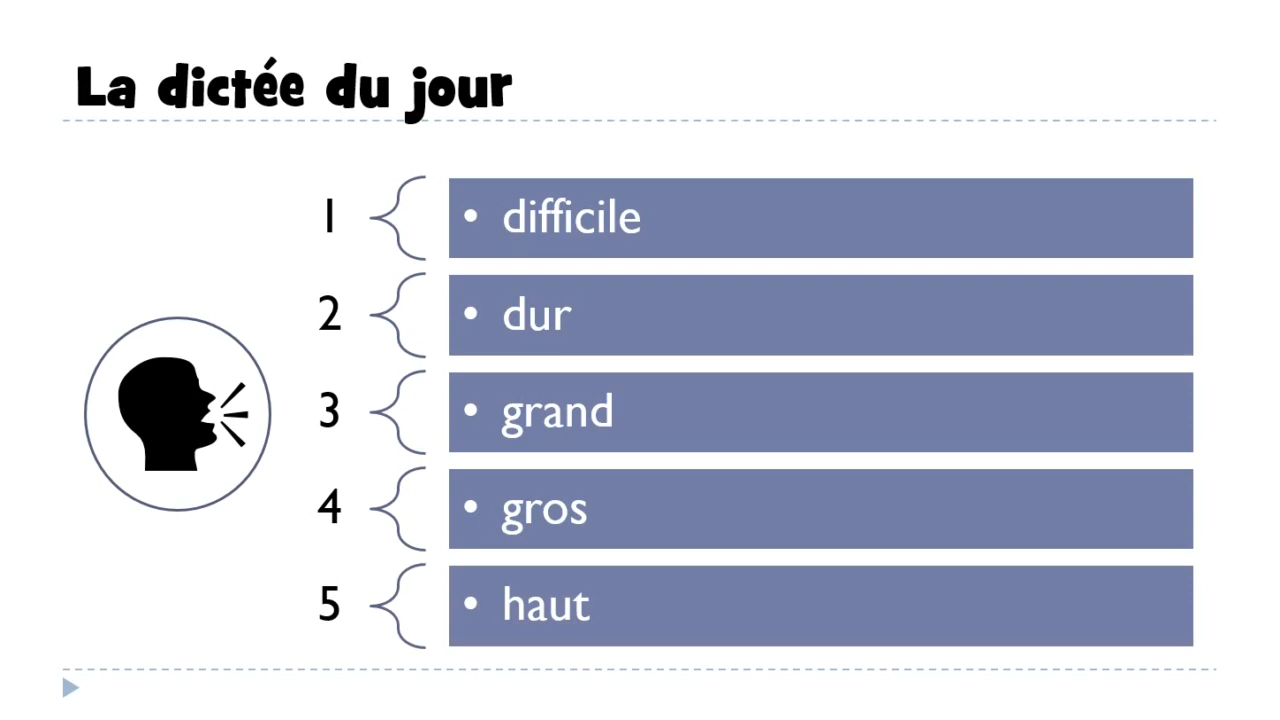 La dictée du jour
1 • difficile
2 • dur
3 • grand
4 • gros
5 • haut